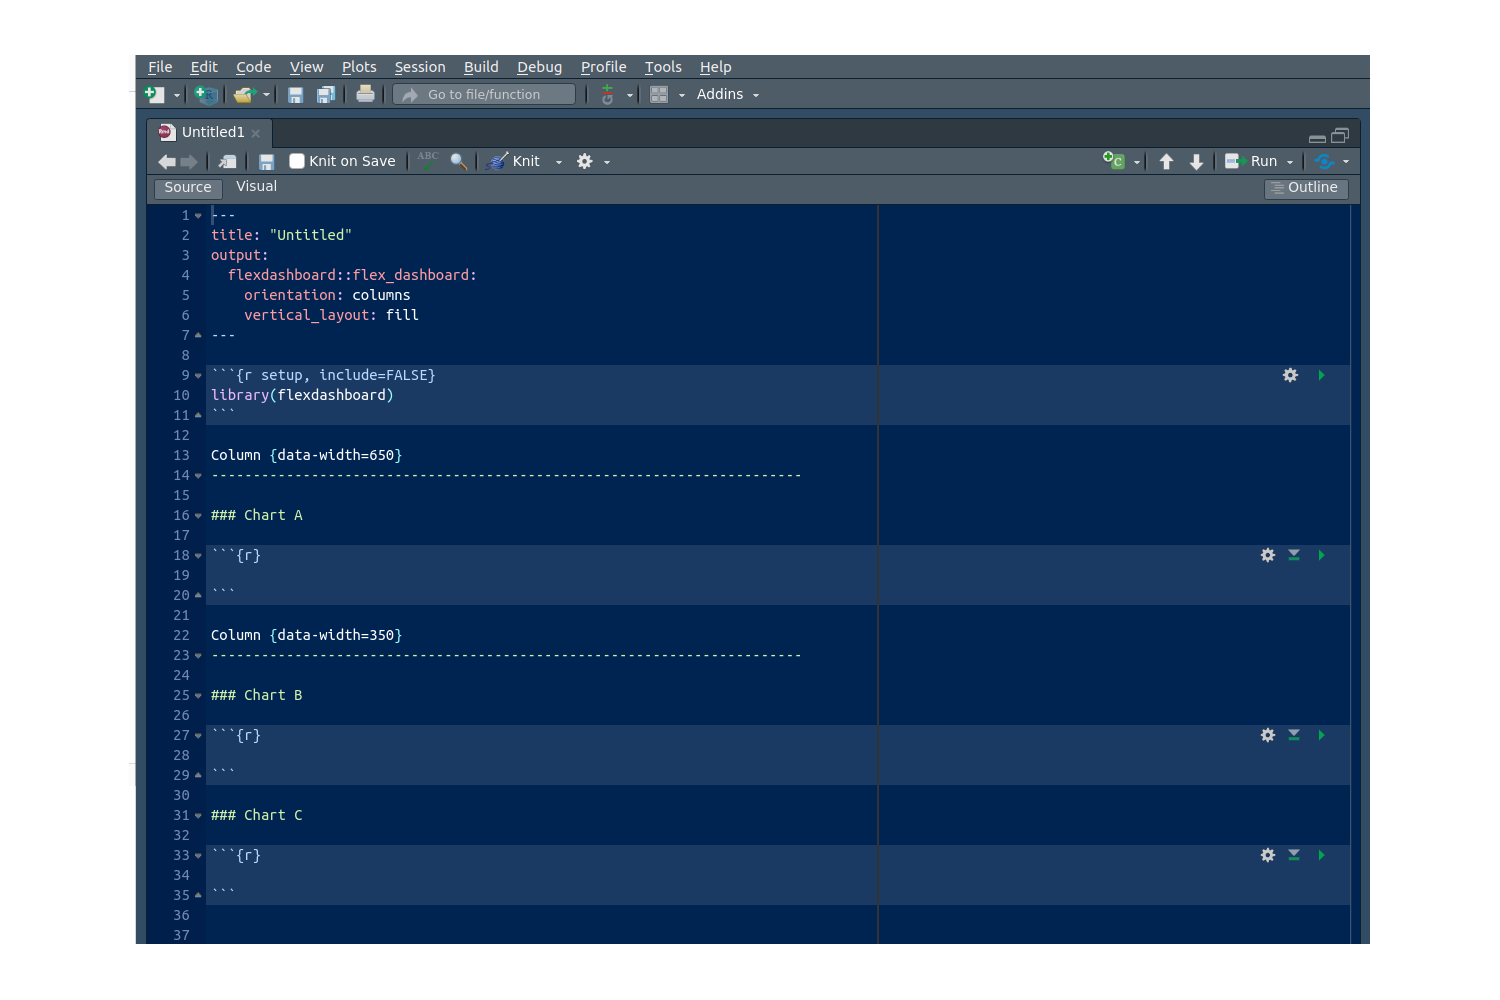 File Edit Code View Plots Session Build Debug Profile Tools Help
Go to file/function Addins
Untitled1
Knit on Save ABC Knit C Run
Source Visual Outline
1 ---
2 title: "Untitled"
3 output:
4   flexdashboard::flex_dashboard:
5     orientation: columns
6     vertical_layout: fill
7 ---
8
9 ```{r setup, include=FALSE}
10 library(flexdashboard)
11 ```
12
13 Column {data-width=650}
14 -----------------------------------------------------------------------
15
16 ### Chart A
17
18 ```{r}
19
20 ```
21
22 Column {data-width=350}
23 -----------------------------------------------------------------------
24
25 ### Chart B
26
27 ```{r}
28
29 ```
30
31 ### Chart C
32
33 ```{r}
34
35 ```
36
37